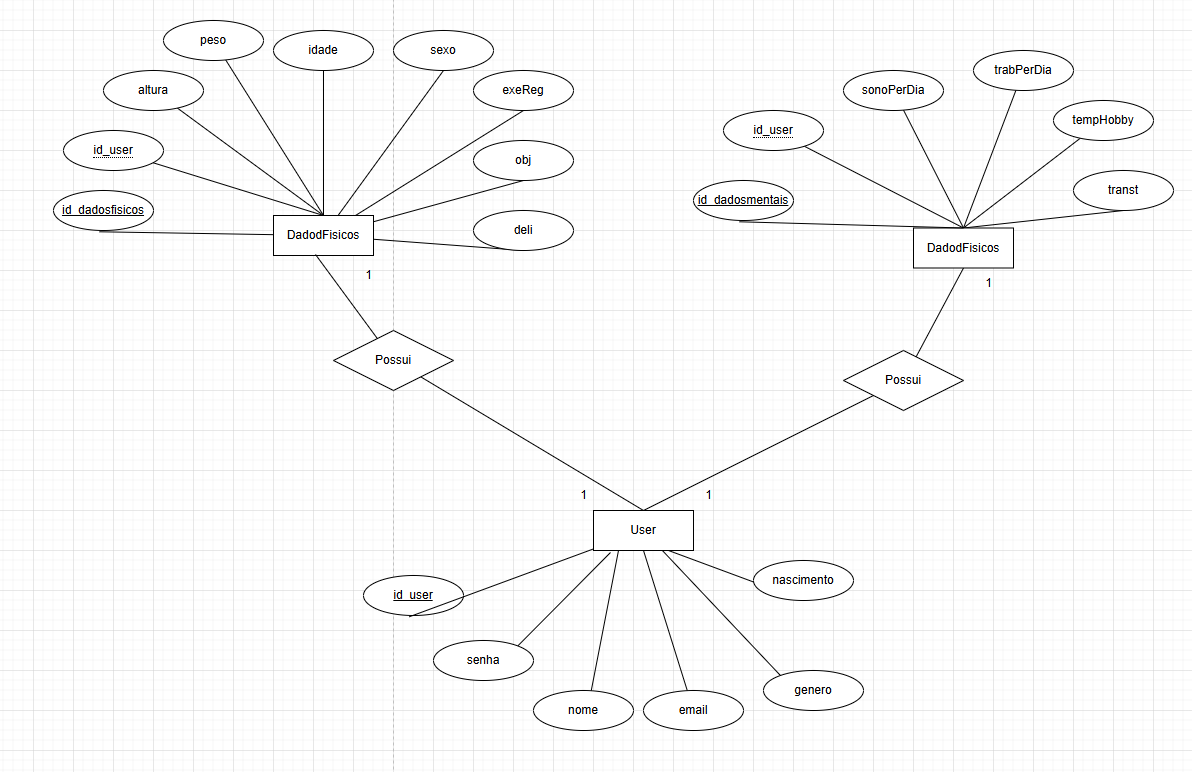 peso
idade
sexo
altura
exeReg
id_user
obj
id_dadosfisicos
deli
DadodFisicos
1
Possui
trabPerDia
sonoPerDia
tempHobby
id_user
transt
id_dadosmentais
DadodFisicos
1
Possui
1
1
User
id_user
nascimento
senha
genero
nome
email